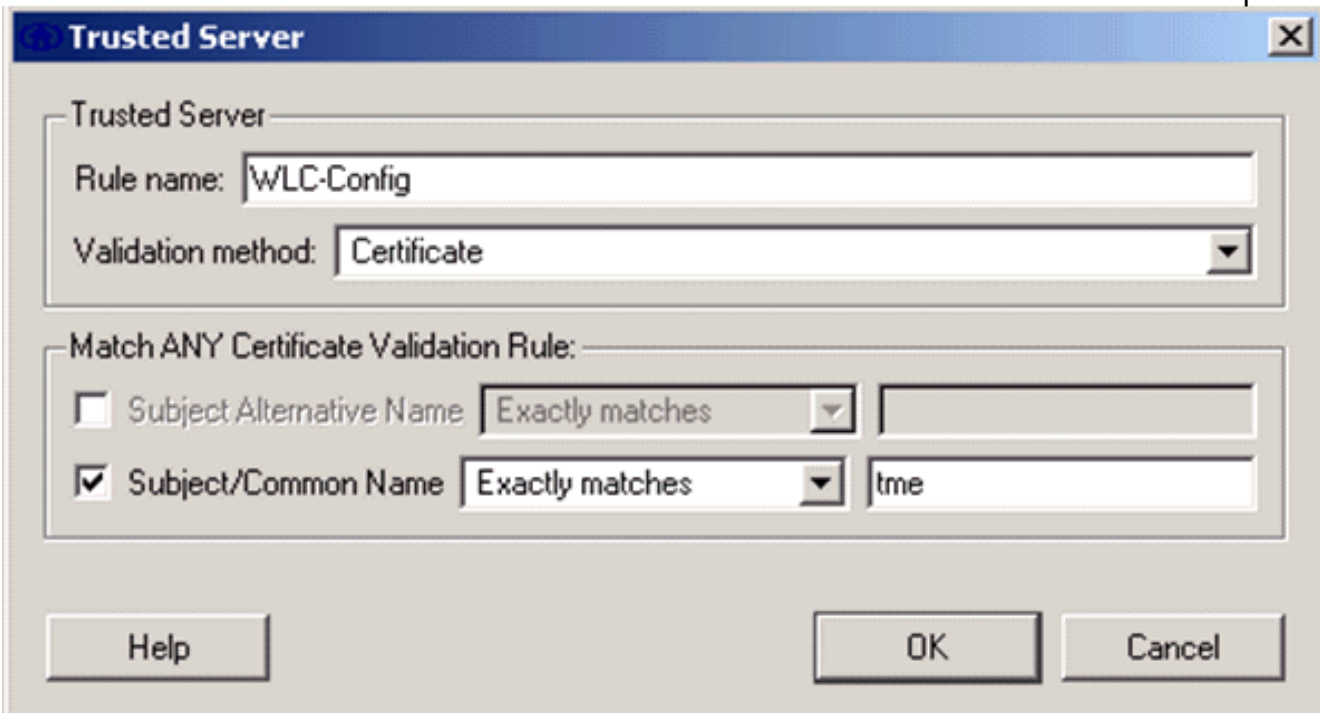 Trusted Server
Trusted Server
Rule name: WLC-Config
Validation method: Certificate
Match ANY Certificate Validation Rule:
Subject Alternative Name Exactly matches
Subject/Common Name Exactly matches tme
Help OK Cancel